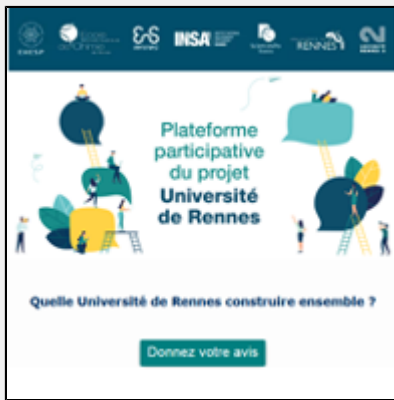 EHESP INSA RENNES
Plateforme
participative
du projet
Université
de Rennes
Quelle Université de Rennes construire ensemble ?
Donnez votre avis